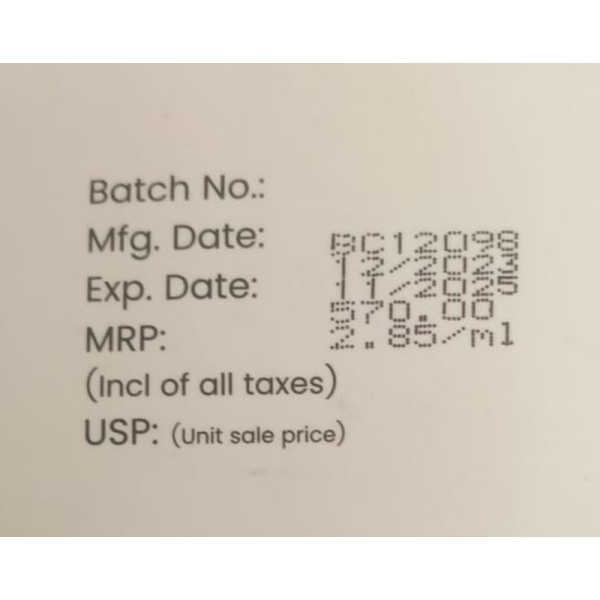 Batch No.:
Mfg. Date:
Exp. Date:
MRP:
(Incl of all taxes)
USP: (Unit sale price)
BC12098
12/2023
11/2025
570.00
2.85/ml